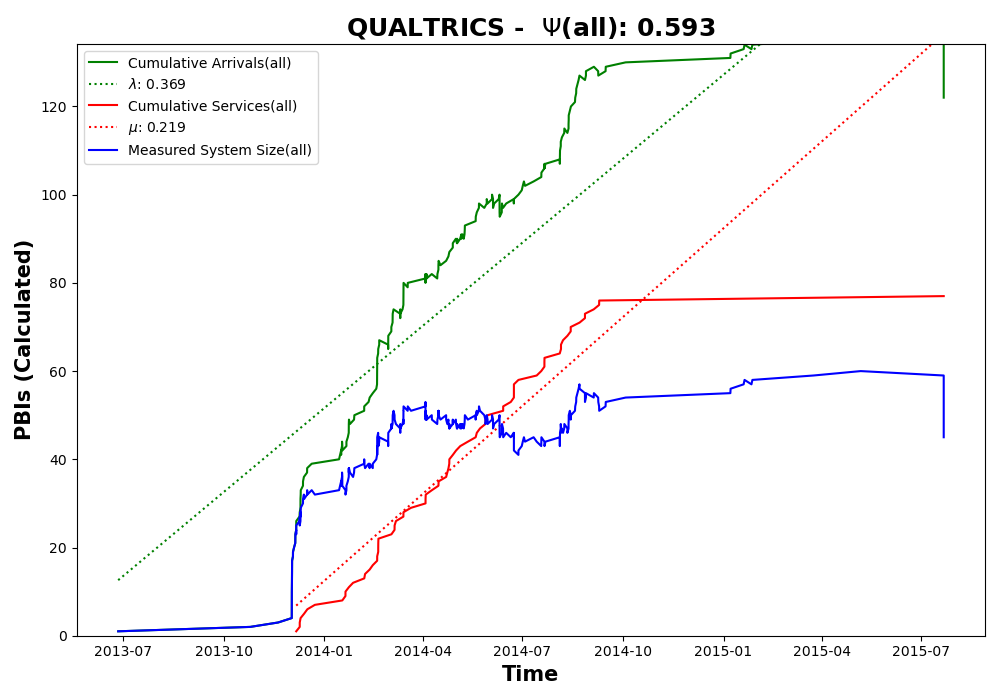 QUALTRICS -  Ψ(all): 0.593
Cumulative Arrivals(all)
λ: 0.369
Cumulative Services(all)
μ: 0.219
Measured System Size(all)
PBIs (Calculated)
120
100
80
60
40
20
0
2013-07 2013-10 2014-01 2014-04 2014-07 2014-10 2015-01 2015-04 2015-07
Time